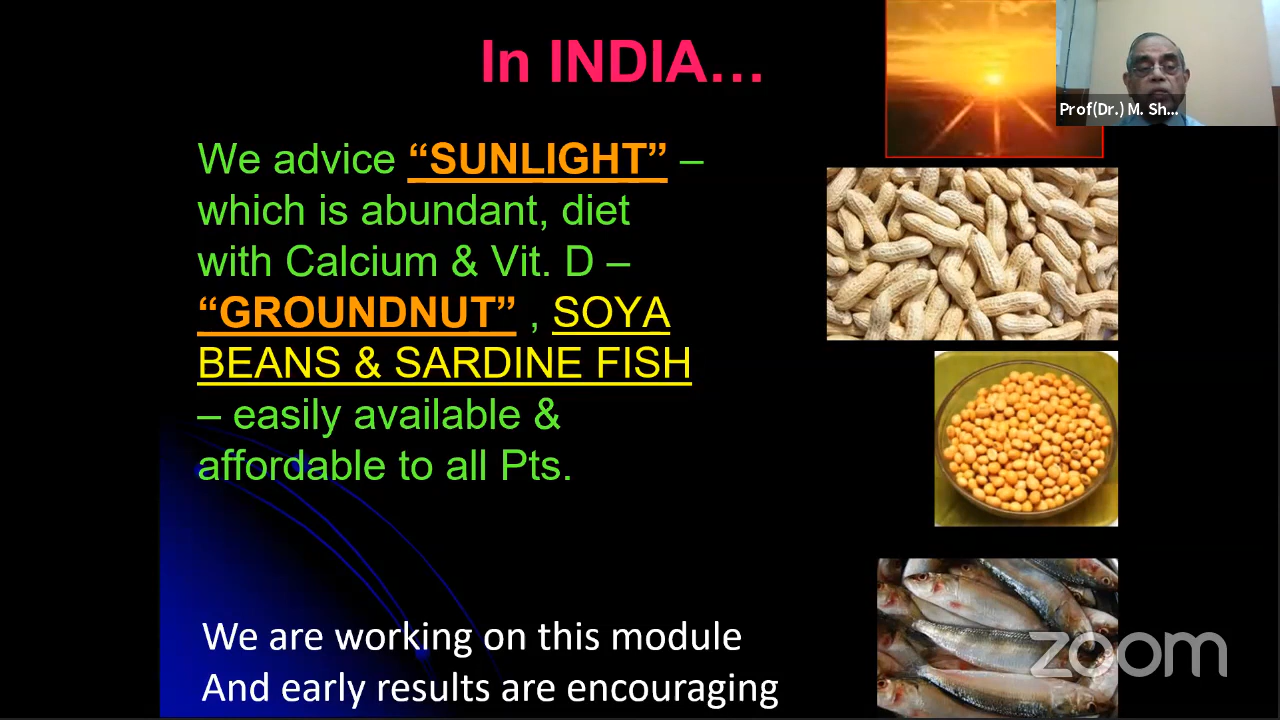 In INDIA…
Prof(Dr.) M. Sh...
We advice “SUNLIGHT” –
which is abundant, diet
with Calcium & Vit. D –
“GROUNDNUT” , SOYA
BEANS & SARDINE FISH
– easily available &
affordable to all Pts.
We are working on this module
And early results are encouraging
zoom